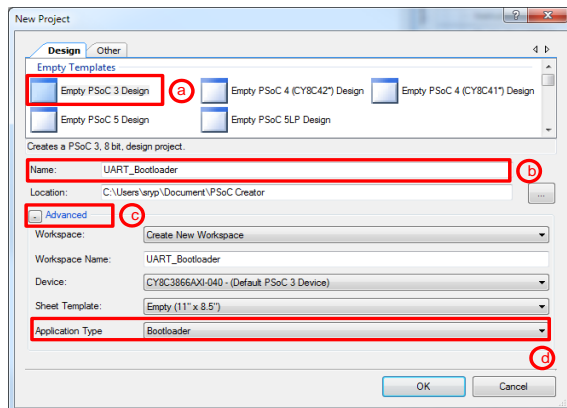 New Project
Design Other
Empty Templates
Empty PSoC 3 Design a Empty PSoC 4 (CY8C42*) Design Empty PSoC 4 (CY8C41*) Design
Empty PSoC 5 Design Empty PSoC 5LP Design
Creates a PSoC 3, 8 bit, design project.
Name: UART_Bootloader b
Location: C:\Users\sryp\Document\PSoC Creator ...
- Advanced c
Workspace: Create New Workspace
Workspace Name: UART_Bootloader
Device: CY8C3866AXI-040 - (Default PSoC 3 Device)
Sheet Template: Empty (11" x 8.5")
Application Type Bootloader
d
OK Cancel